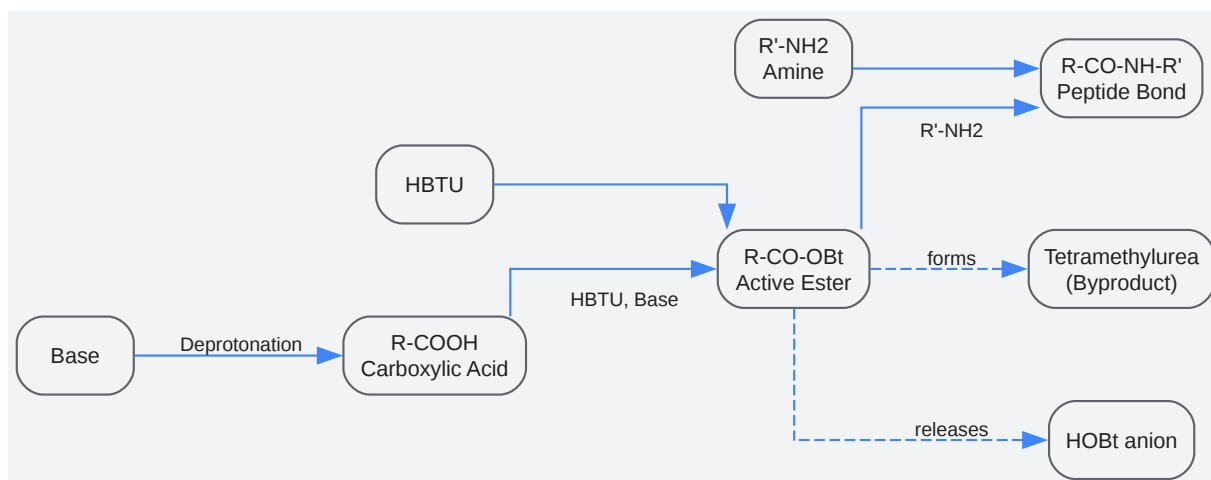 R'-NH2
Amine
R-CO-NH-R'
Peptide Bond
R'-NH2
HBTU
R-CO-OBt
Active Ester
forms
Tetramethylurea
(Byproduct)
HBTU, Base
Base
Deprotonation
R-COOH
Carboxylic Acid
releases
HOBt anion